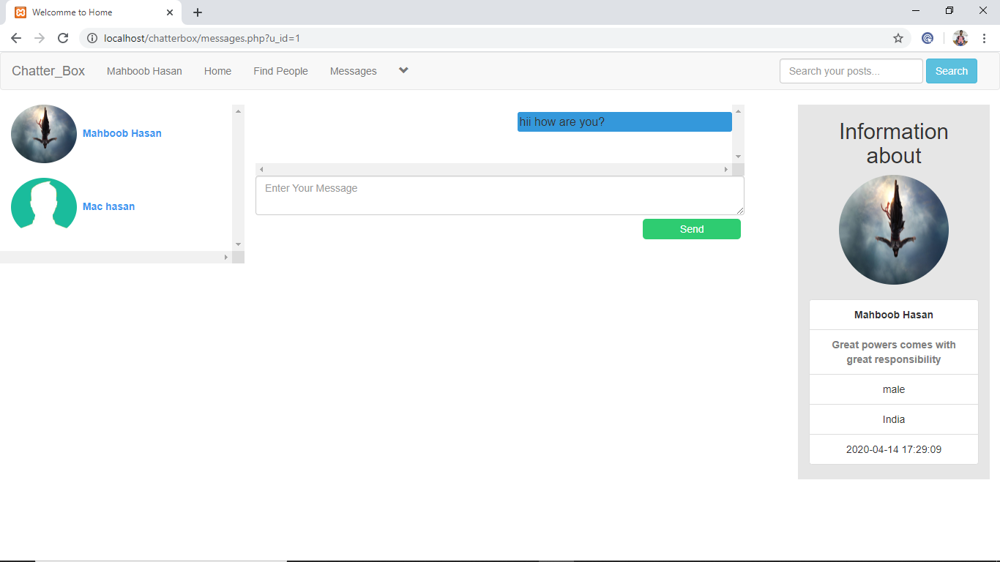 Welcomme to Home
localhost/chatterbox/messages.php?u_id=1
Chatter_Box Mahboob Hasan Home Find People Messages Search your posts... Search
Mahboob Hasan
Mac hasan
hii how are you?
Enter Your Message
Send
Information
about
Mahboob Hasan
Great powers comes with
great responsibility
male
India
2020-04-14 17:29:09